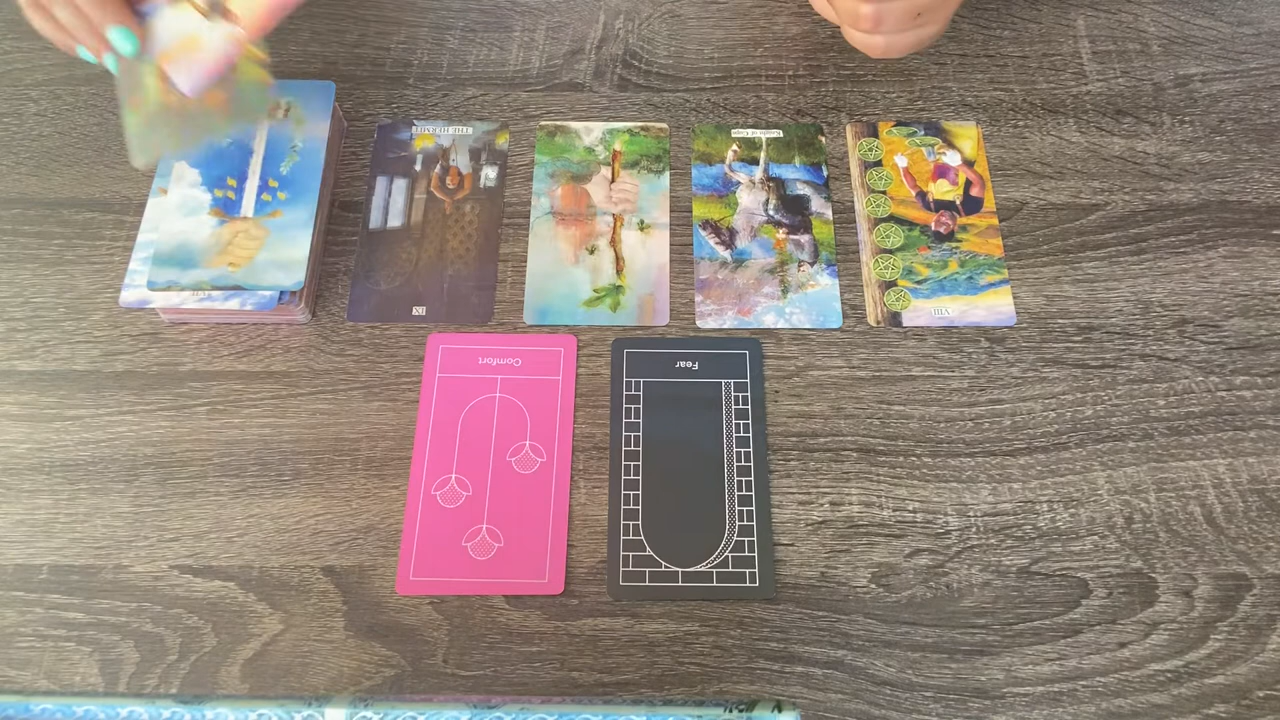 THE HERMIT
IX
Knight of Cups
VIII
Comfort
Fear